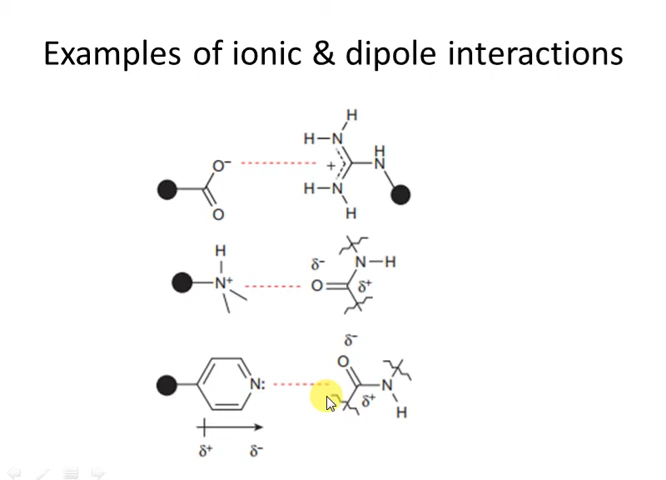 Examples of ionic & dipole interactions
H
H–N
H
O⁻
+
N
H–N
O
H
H
N⁺
δ⁻
N–H
O
δ⁺
δ⁻
O
N:
N
δ⁺
H
δ⁺ δ⁻